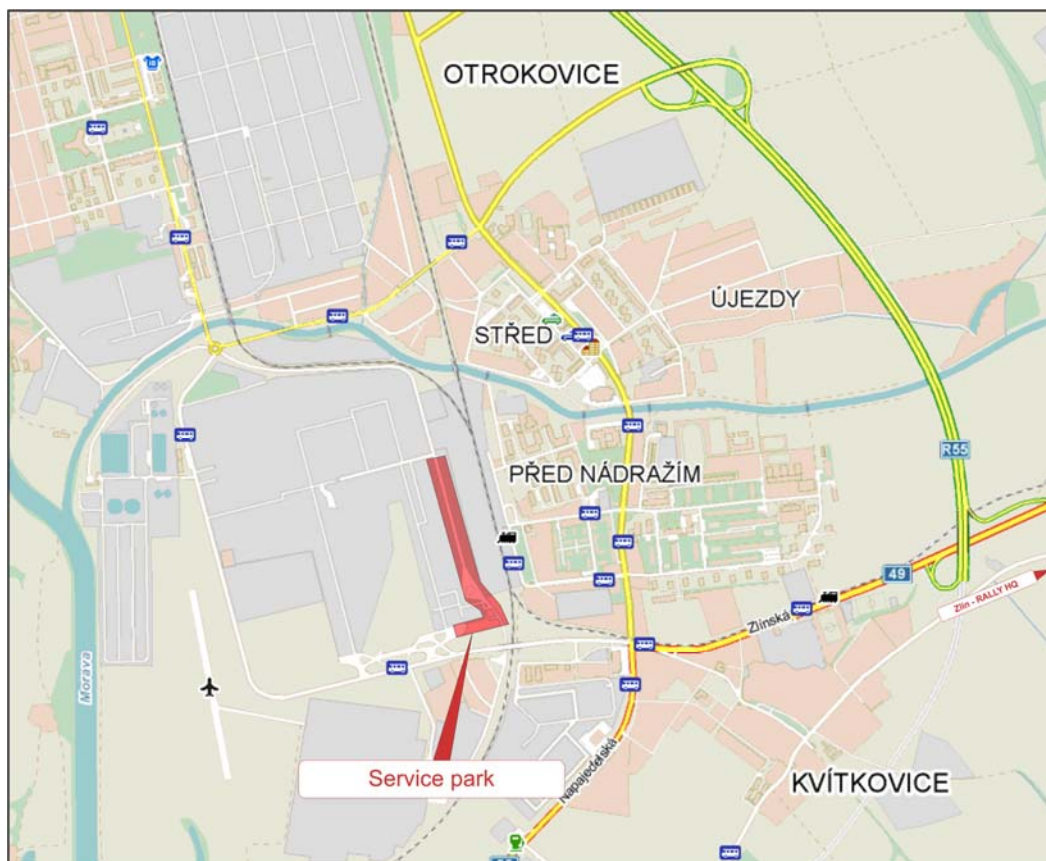 OTROKOVICE
ÚJEZDY
STŘED
R55
PŘED NÁDRAŽÍM
49
Zlín - RALLY HQ
Zlínská
Morava
Napajedelská
Service park
KVÍTKOVICE